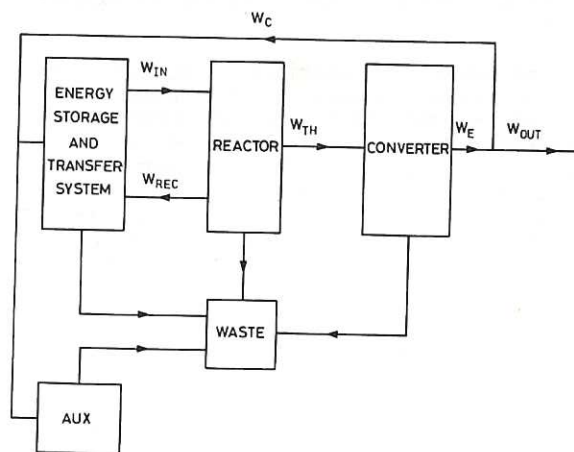 W_C
ENERGY
STORAGE
AND
TRANSFER
SYSTEM
W_IN
W_REC
REACTOR
W_TH
CONVERTER
W_E
W_OUT
WASTE
AUX